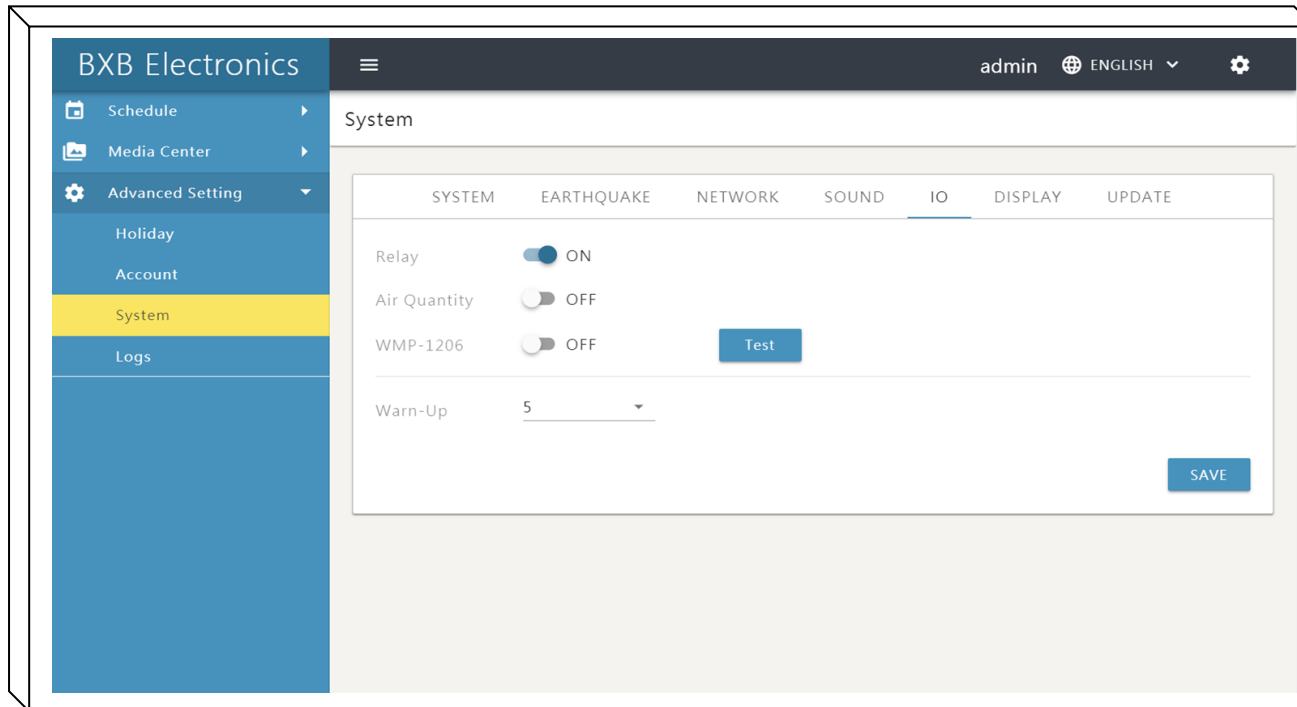 BXB Electronics
admin ENGLISH
Schedule
Media Center
Advanced Setting
Holiday
Account
System
Logs
System
SYSTEM EARTHQUAKE NETWORK SOUND IO DISPLAY UPDATE
Relay ON
Air Quantity OFF
WMP-1206 OFF Test
Warn-Up 5
SAVE